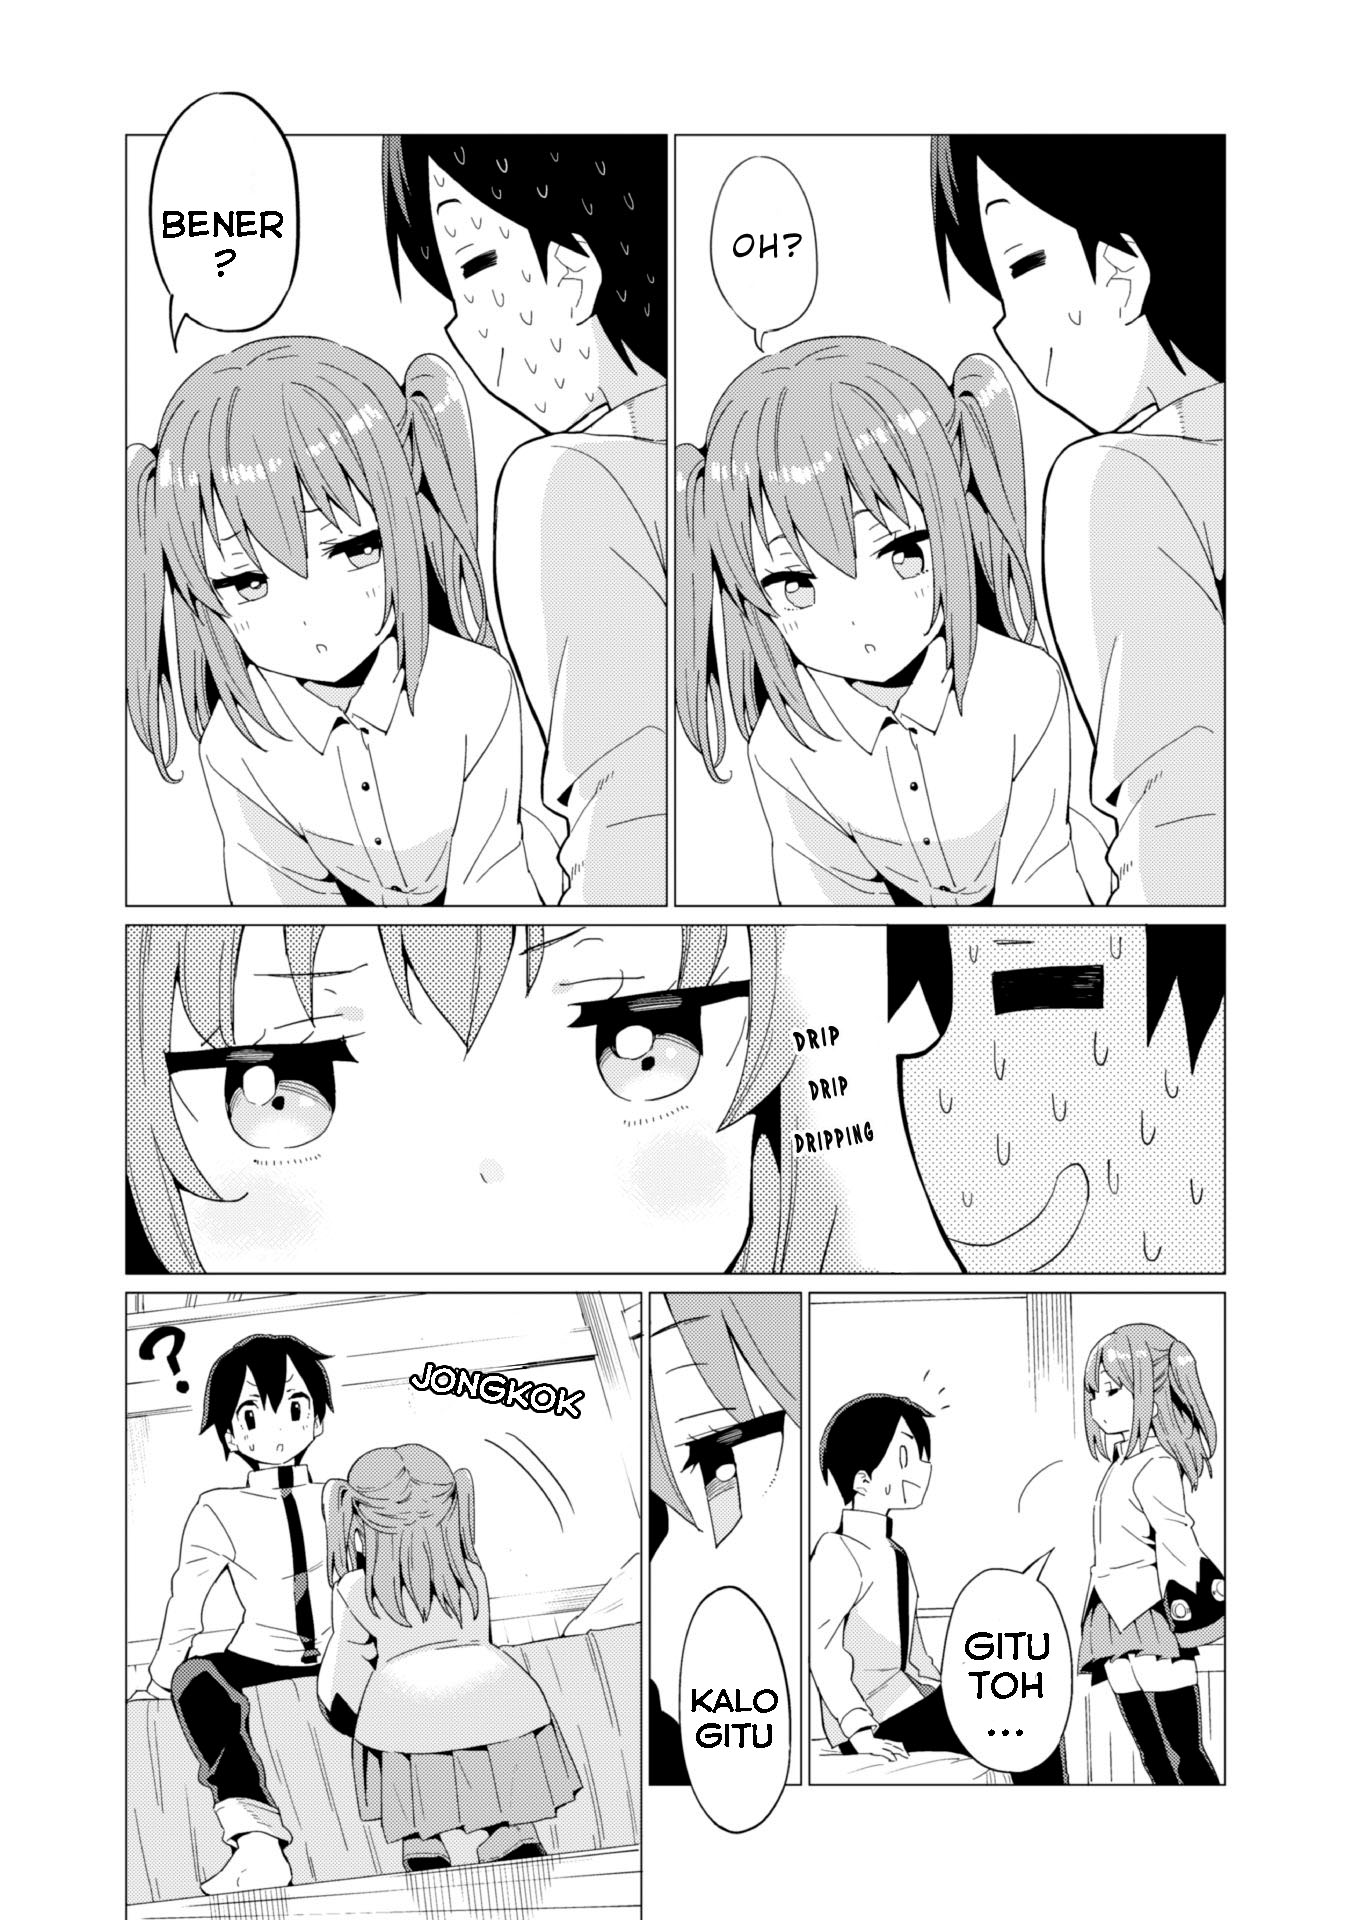 OH?
BENER
?
DRIP
DRIP
DRIPPING
GITU
TOH
...
KALO
GITU
?
JONGKOK